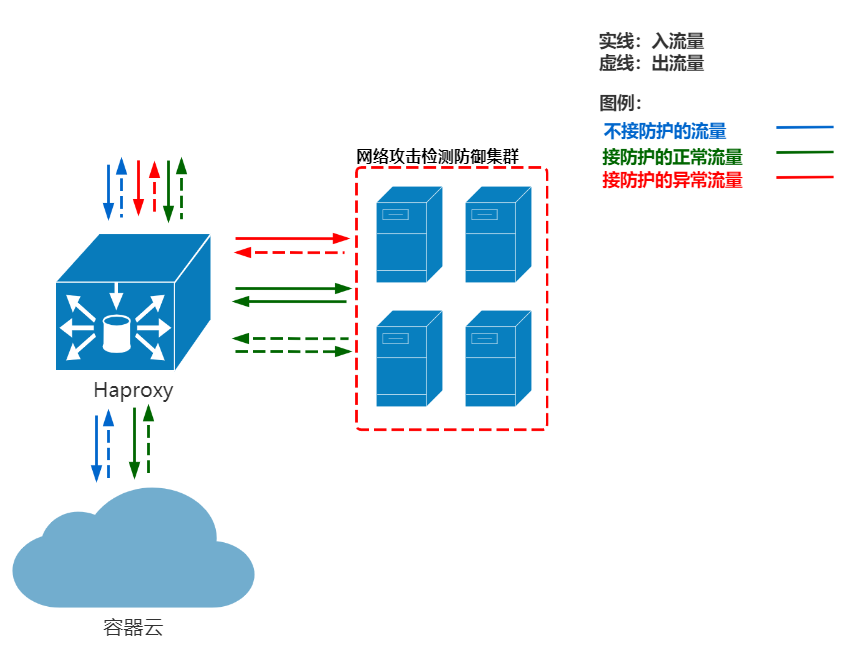 实线：入流量
虚线：出流量
图例：
不接防护的流量
接防护的正常流量
接防护的异常流量
网络攻击检测防御集群
Haproxy
容器云